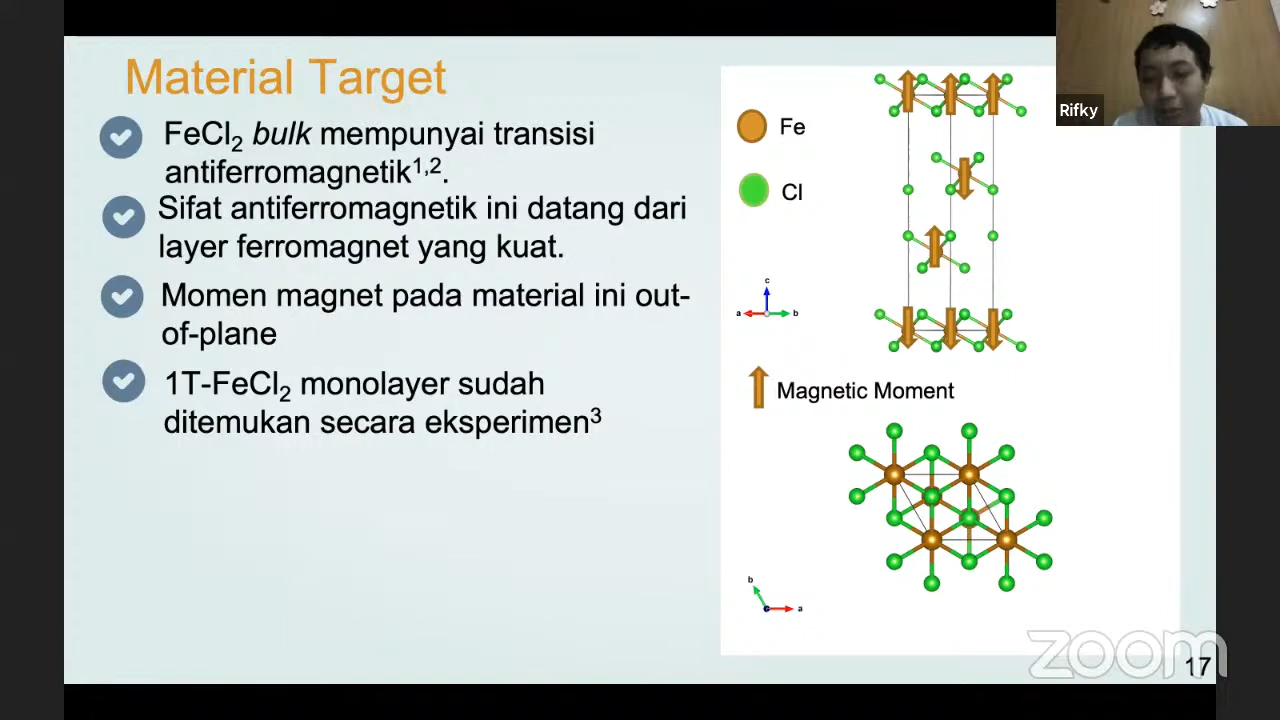 Material Target
FeCl₂ bulk mempunyai transisi
antiferromagnetik¹,².
Sifat antiferromagnetik ini datang dari
layer ferromagnet yang kuat.
Momen magnet pada material ini out-
of-plane
1T-FeCl₂ monolayer sudah
ditemukan secara eksperimen³
Fe
Cl
c
a
b
Magnetic Moment
b
c
a
Rifky
zoom
17